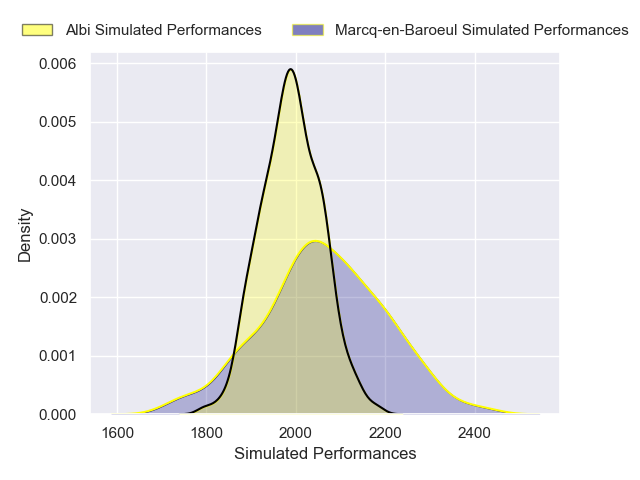 Albi Simulated Performances Marcq-en-Baroeul Simulated Performances
0.006
0.005
0.004
0.003
0.002
0.001
0.000
Density
1600 1800 2000 2200 2400
Simulated Performances